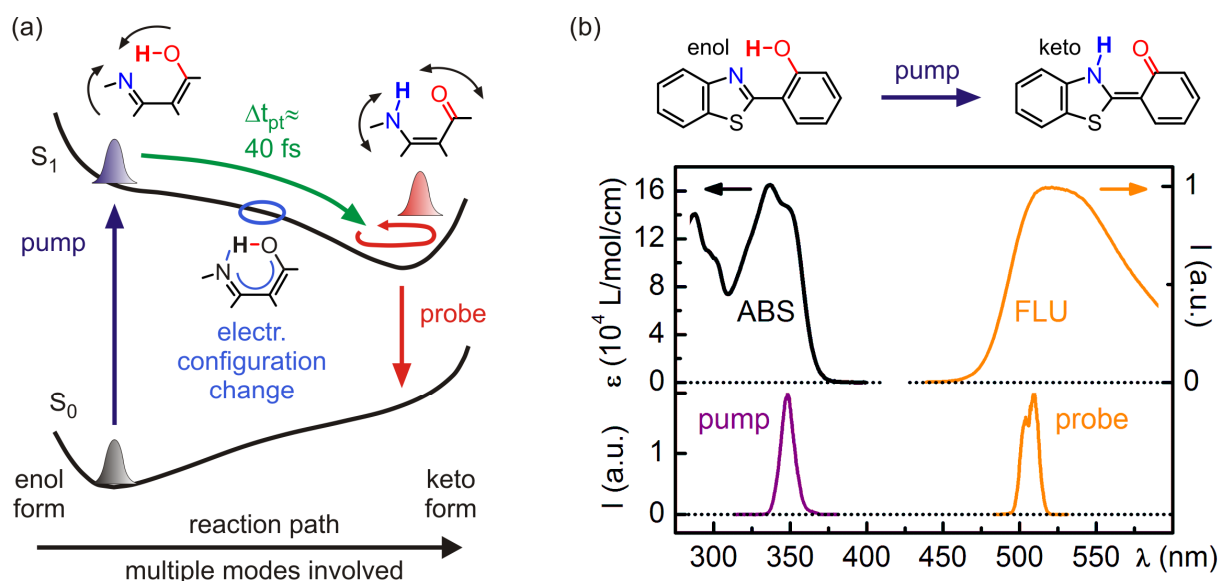 (a)
H-O
N
H
O
N
Δt_pt≈
40 fs
S₁
pump
H-O
N
probe
electr.
configuration
change
S₀
enol
form
keto
form
reaction path
multiple modes involved
(b)
enol
H-O
N
S
pump
keto
H
N
O
S
ε (10⁴ L/mol/cm)
16
12
8
4
0
ABS
FLU
1
0
I (a.u.)
I (a.u.)
1
0
pump
probe
300
350
400
450
500
550
λ (nm)